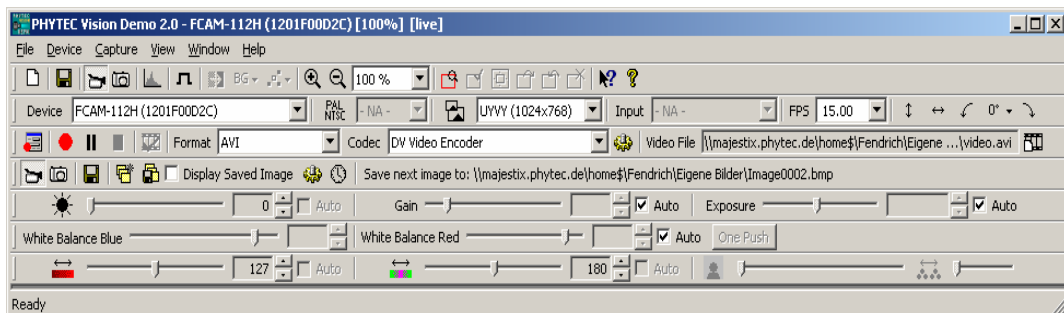 PHYTEC Vision Demo 2.0 - FCAM-112H (1201F00D2C) [100%] [live]
File Device Capture View Window Help
BG 100 %
Device FCAM-112H (1201F00D2C) PAL NTSC - NA - UYVY (1024x768) Input - NA - FPS 15.00 0°
Format AVI Codec DV Video Encoder Video File \\majestix.phytec.de\home$\Fendrich\Eigene ...\video.avi
Display Saved Image Save next image to: \\majestix.phytec.de\home$\Fendrich\Eigene Bilder\Image0002.bmp
0 Auto Gain Auto Exposure Auto
White Balance Blue White Balance Red Auto One Push
127 Auto 180 Auto
Ready